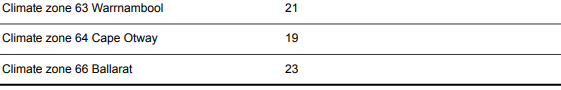 Climate zone 63 Warrnambool 21
Climate zone 64 Cape Otway 19
Climate zone 66 Ballarat 23